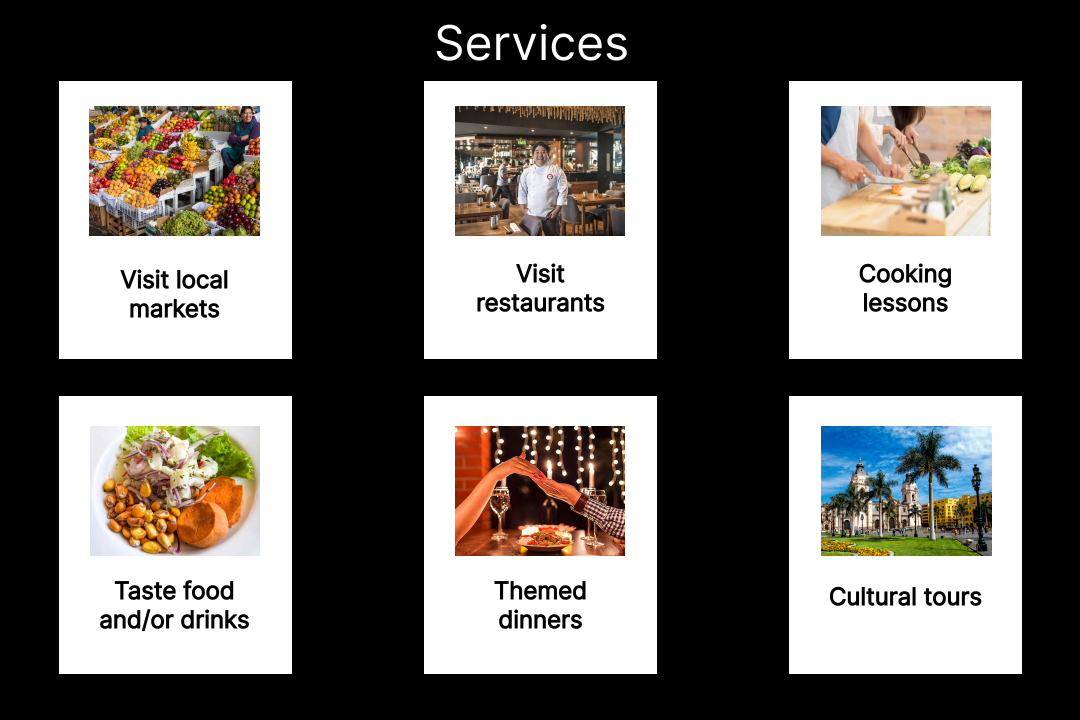 Services
Visit local
markets
Visit
restaurants
Cooking
lessons
Taste food
and/or drinks
Themed
dinners
Cultural tours